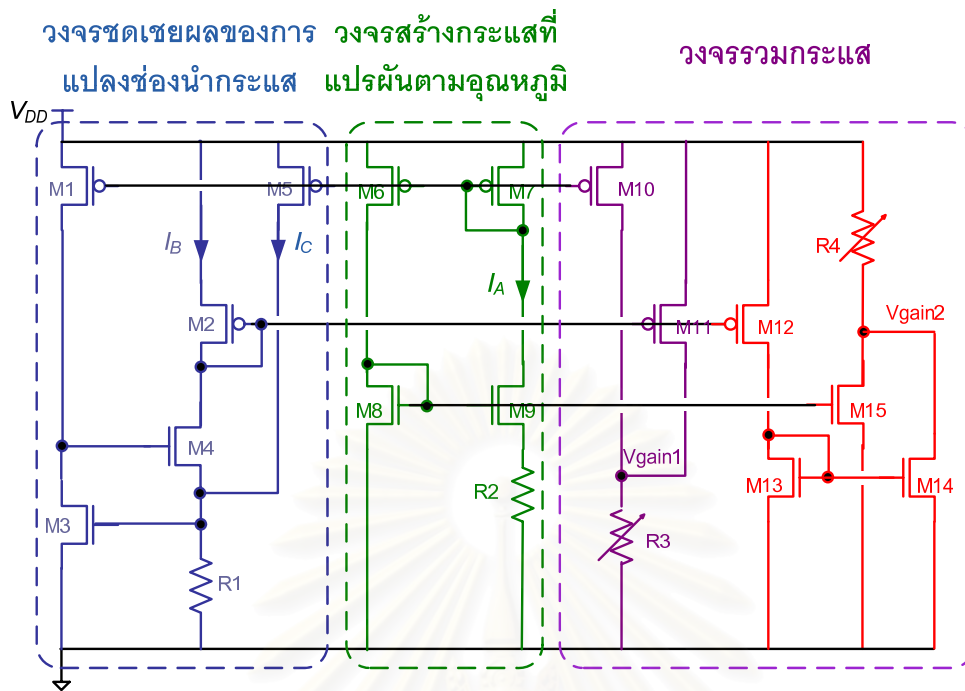 วงจรชดเชยผลของการ
แปลงช่องนำกระแส
วงจรสร้างกระแสที่
แปรผันตามอุณหภูมิ
วงจรรวมกระแส
VDD
M1
M5
M6
M7
M10
R4
IB
IC
IA
M2
M11
M12
Vgain2
M8
M9
M15
M4
Vgain1
M13
M14
R2
M3
R3
R1